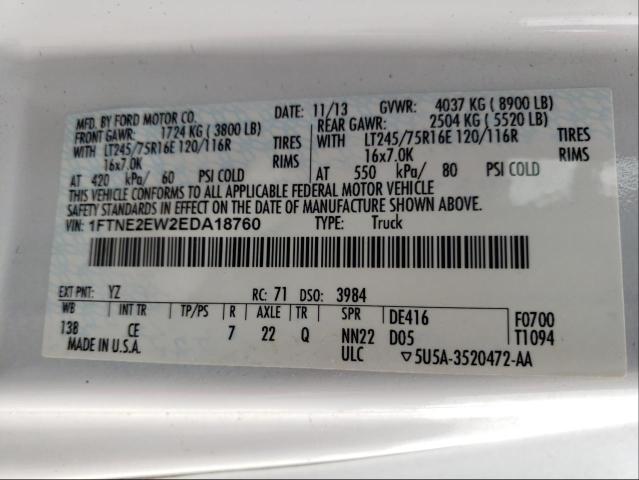 MFD. BY FORD MOTOR CO. DATE: 11/13 GVWR: 4037 KG ( 8900 LB)
FRONT GAWR: 1724 KG ( 3800 LB) REAR GAWR: 2504 KG ( 5520 LB)
WITH LT245/75R16E 120/116R TIRES WITH LT245/75R16E 120/116R TIRES
16x7.0K RIMS 16x7.0K RIMS
AT 420 kPa/ 60 PSI COLD AT 550 kPa/ 80 PSI COLD
THIS VEHICLE CONFORMS TO ALL APPLICABLE FEDERAL MOTOR VEHICLE
SAFETY STANDARDS IN EFFECT ON THE DATE OF MANUFACTURE SHOWN ABOVE.
VIN: 1FTNE2EW2EDA18760 TYPE: Truck
EXT PNT: YZ RC: 71 DSO: 3984
WB INT TR TP/PS R AXLE TR SPR DE416 F0700
138 CE 7 22 Q NN22 D05 T1094
MADE IN U.S.A. ULC ▽5U5A-3520472-AA